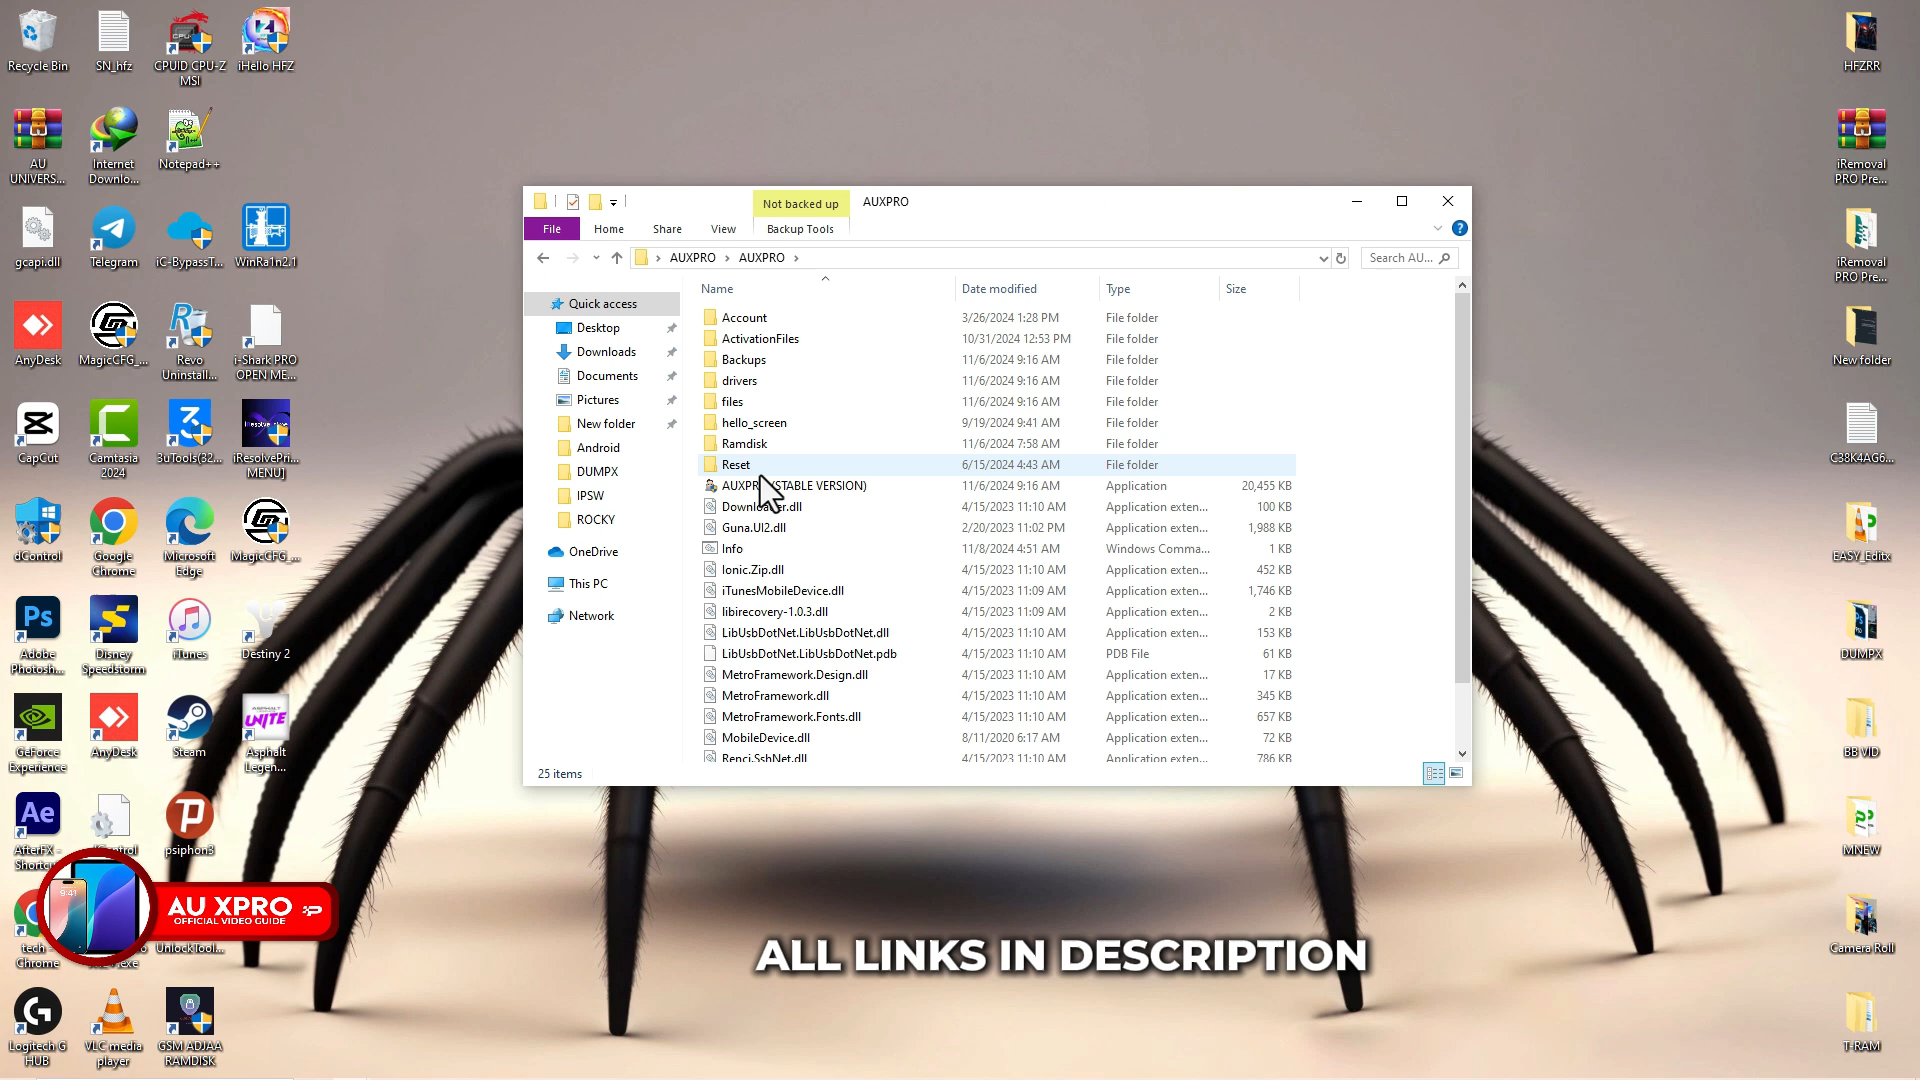 Recycle Bin
SN_hfz
CPUID CPU-Z
MSI
iHello HFZ
AU
UNIVERS...
Internet
Downlo...
Notepad++
gcapi.dll
Telegram
iC-BypassT...
WinRa1n2.1
AnyDesk
MagicCFG_...
Revo
Uninstall...
i-Shark PRO
OPEN ME...
CapCut
Camtasia
2024
3uTools(32...
iResolvePri...
MENU]
dControl
Google
Chrome
Microsoft
Edge
MagicCFG_...
Adobe
Photosh...
Disney
Speedstorm
iTunes
Destiny 2
GeForce
Experience
AnyDesk
Steam
Asphalt
Legen...
psiphon3
tech -
Chrome
UnlockTool...
Logitech G
HUB
VLC media
player
GSM ADJAA
RAMDISK
Not backed up
AUXPRO
File
Home
Share
View
Backup Tools
AUXPRO
AUXPRO
Search AU...
Quick access
Desktop
Downloads
Documents
Pictures
New folder
Android
DUMPX
IPSW
ROCKY
OneDrive
This PC
Network
Name Date modified Type Size
Account 3/26/2024 1:28 PM File folder
ActivationFiles 10/31/2024 12:53 PM File folder
Backups 11/6/2024 9:16 AM File folder
drivers 11/6/2024 9:16 AM File folder
files 11/6/2024 9:16 AM File folder
hello_screen 9/19/2024 9:41 AM File folder
Ramdisk 11/6/2024 7:58 AM File folder
Reset 6/15/2024 4:43 AM File folder
STABLE VERSION) 11/6/2024 9:16 AM Application 20,455 KB
4/15/2023 11:10 AM Application exten... 100 KB
Guna.UI2.dll 2/20/2023 11:02 PM Application exten... 1,988 KB
Info 11/8/2024 4:51 AM Windows Comma... 1 KB
Ionic.Zip.dll 4/15/2023 11:10 AM Application exten... 452 KB
iTunesMobileDevice.dll 4/15/2023 11:09 AM Application exten... 1,746 KB
libirecovery-1.0.3.dll 4/15/2023 11:09 AM Application exten... 2 KB
LibUsbDotNet.LibUsbDotNet.dll 4/15/2023 11:10 AM Application exten... 153 KB
LibUsbDotNet.LibUsbDotNet.pdb 4/15/2023 11:10 AM PDB File 61 KB
MetroFramework.Design.dll 4/15/2023 11:10 AM Application exten... 17 KB
MetroFramework.dll 4/15/2023 11:10 AM Application exten... 345 KB
MetroFramework.Fonts.dll 4/15/2023 11:10 AM Application exten... 657 KB
MobileDevice.dll 8/11/2020 6:17 AM Application exten... 72 KB
Renci.SshNet.dll 4/15/2023 11:10 AM Application exten... 786 KB
25 items
HFZRR
iRemoval
PRO Pre...
iRemoval
PRO Pre...
New folder
C38K4AG6...
EASY_Editx
DUMPX
BB VID
MNEW
Camera Roll
T-RAM
9:41
AU XPRO
OFFICIAL VIDEO GUIDE
ALL LINKS IN DESCRIPTION